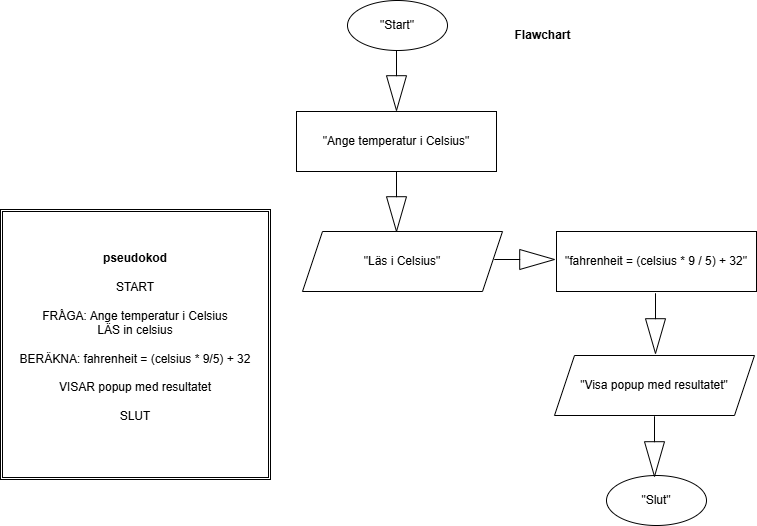 "Start"
Flawchart
"Ange temperatur i Celsius"
"Läs i Celsius"
"fahrenheit = (celsius * 9 / 5) + 32"
"Visa popup med resultatet"
"Slut"
pseudokod
START
FRÅGA: Ange temperatur i Celsius
LÄS in celsius
BERÄKNA: fahrenheit = (celsius * 9/5) + 32
VISAR popup med resultatet
SLUT